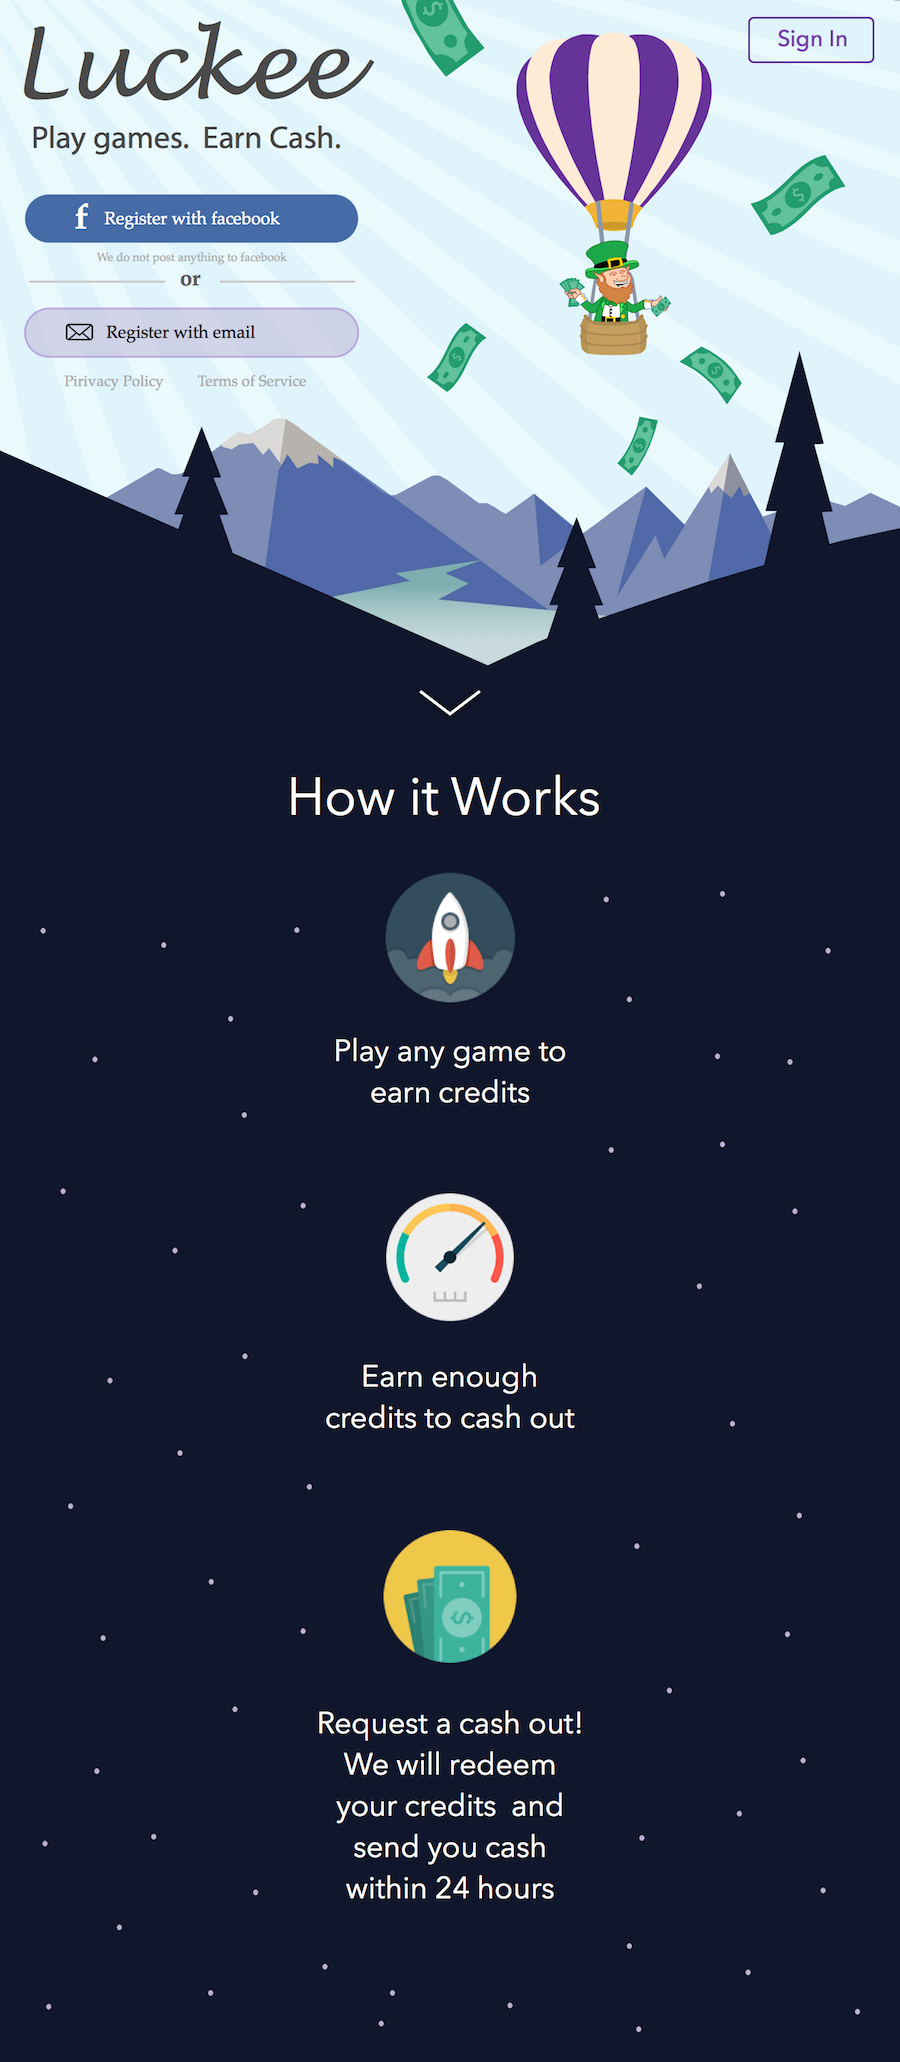 Luckee
Sign In
Play games. Earn Cash.
f Register with facebook
We do not post anything to facebook
or
Register with email
Pirivacy Policy Terms of Service
How it Works
Play any game to
earn credits
Earn enough
credits to cash out
Request a cash out!
We will redeem
your credits and
send you cash
within 24 hours